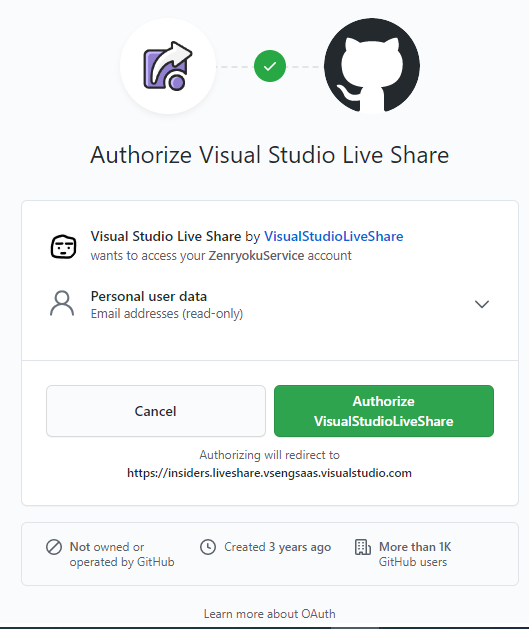 Authorize Visual Studio Live Share
Visual Studio Live Share by VisualStudioLiveShare
wants to access your ZenryokuService account
Personal user data
Email addresses (read-only)
Cancel
Authorize
VisualStudioLiveShare
Authorizing will redirect to
https://insiders.liveshare.vsengsaas.visualstudio.com
Not owned or
operated by GitHub
Created 3 years ago
More than 1K
GitHub users
Learn more about OAuth